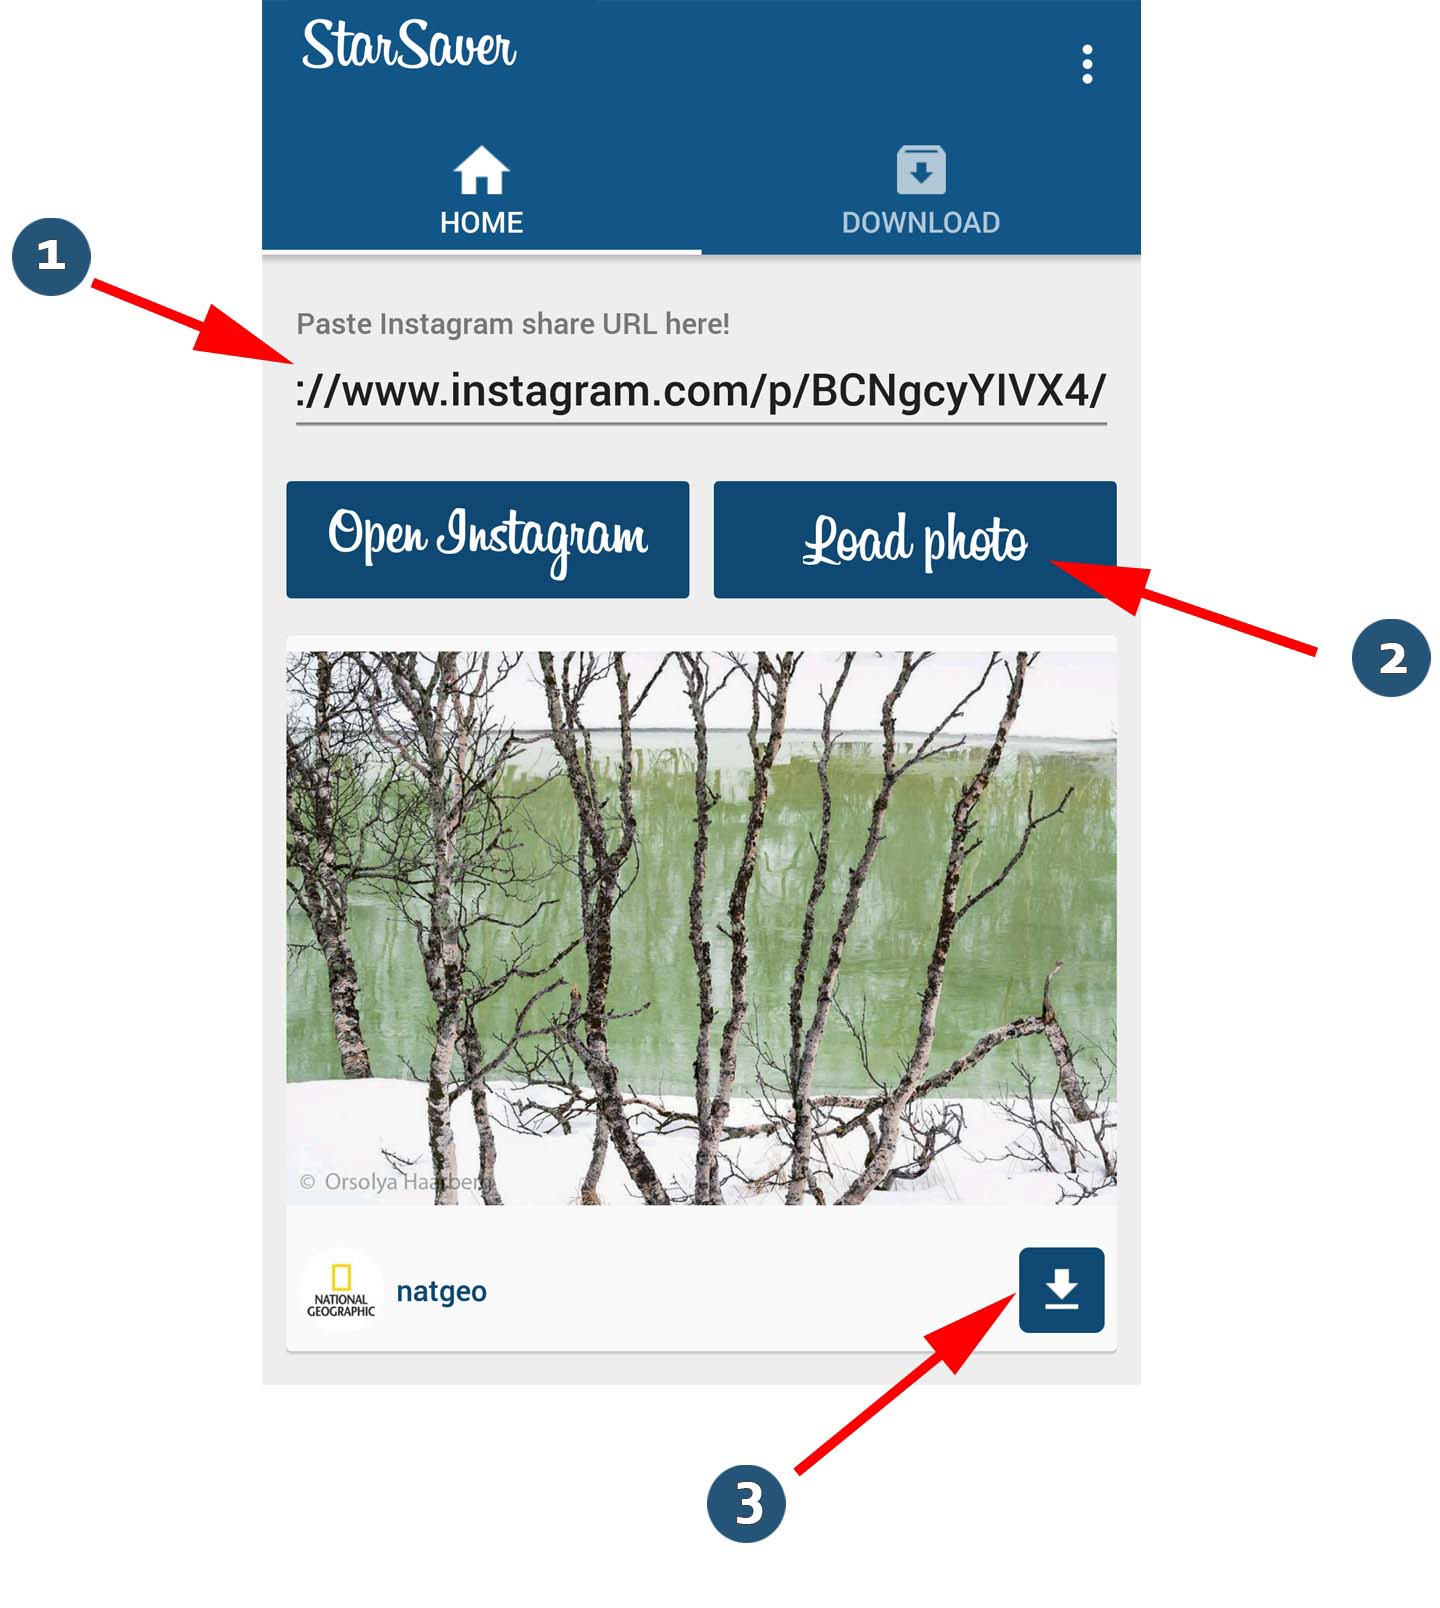 StarSaver
HOME
DOWNLOAD
1
Paste Instagram share URL here!
://www.instagram.com/p/BCNgcyYIVX4/
Open Instagram
Load photo
2
© Orsolya Haarberg
NATIONAL
GEOGRAPHIC
natgeo
3